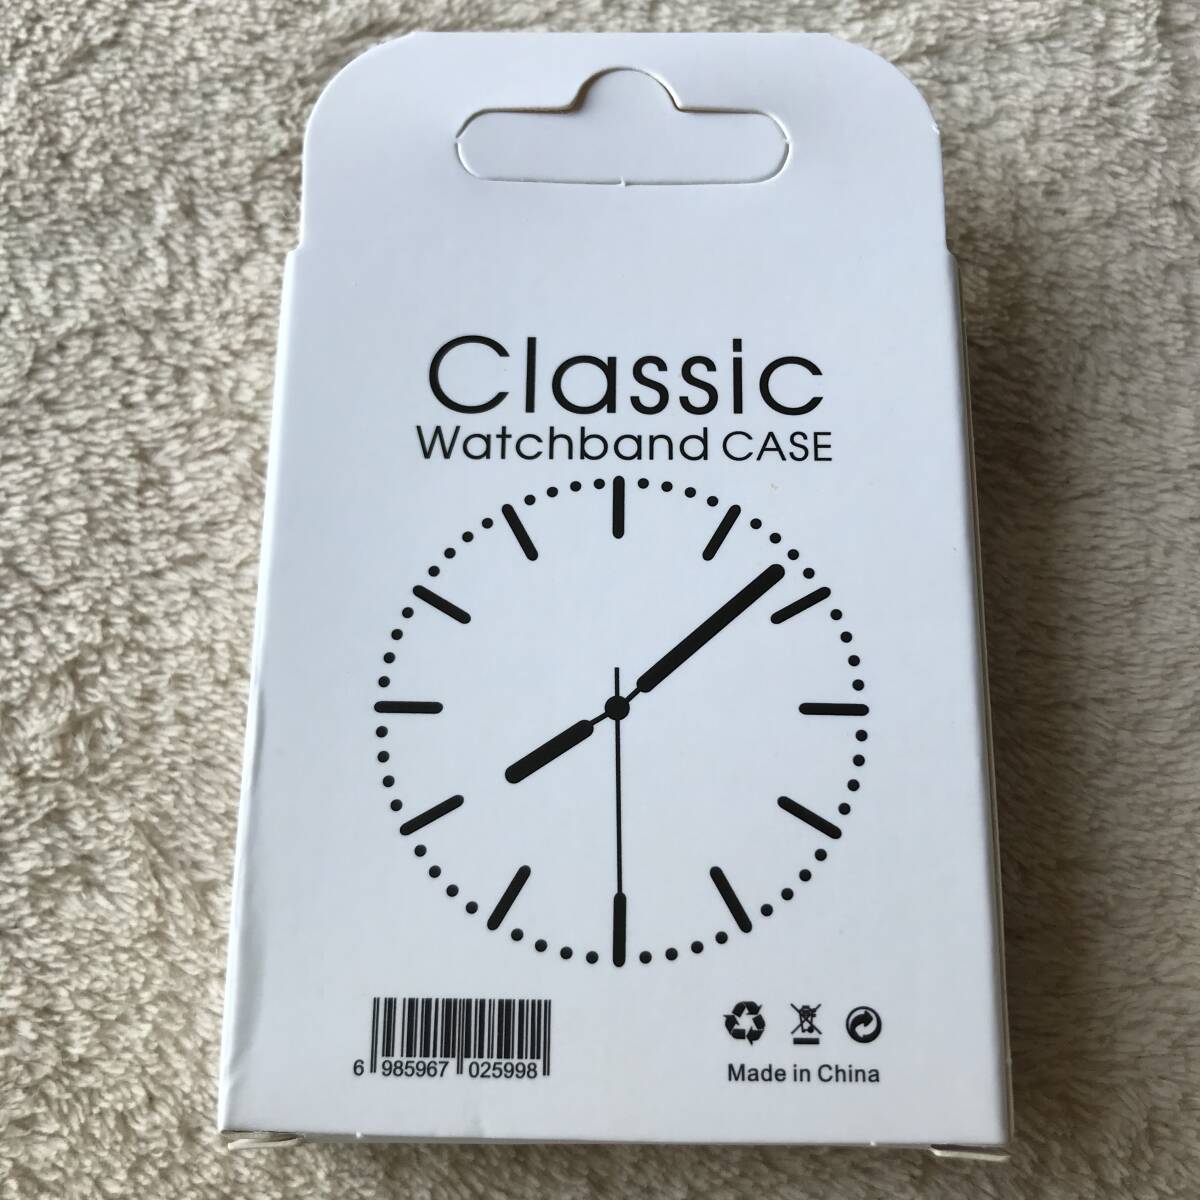 Classic
Watchband CASE
6 985967 025998
Made in China